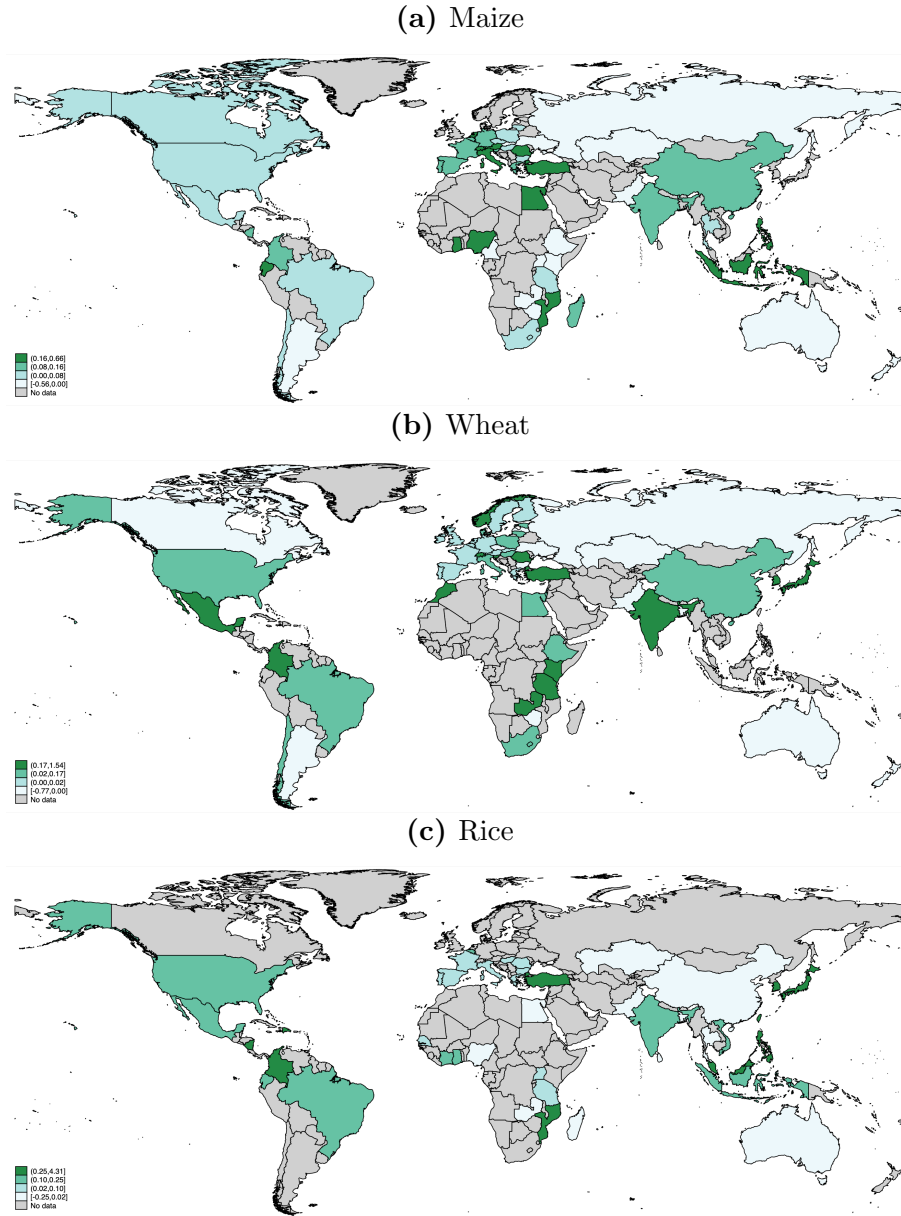 (a) Maize
(0.16,0.66]
(0.08,0.16]
(0.00,0.08]
[-0.56,0.00]
No data
(b) Wheat
(0.17,1.54]
(0.02,0.17]
(0.00,0.02]
[-0.77,0.00]
No data
(c) Rice
(0.25,4.31]
(0.10,0.25]
(0.02,0.10]
[-0.25,0.02]
No data